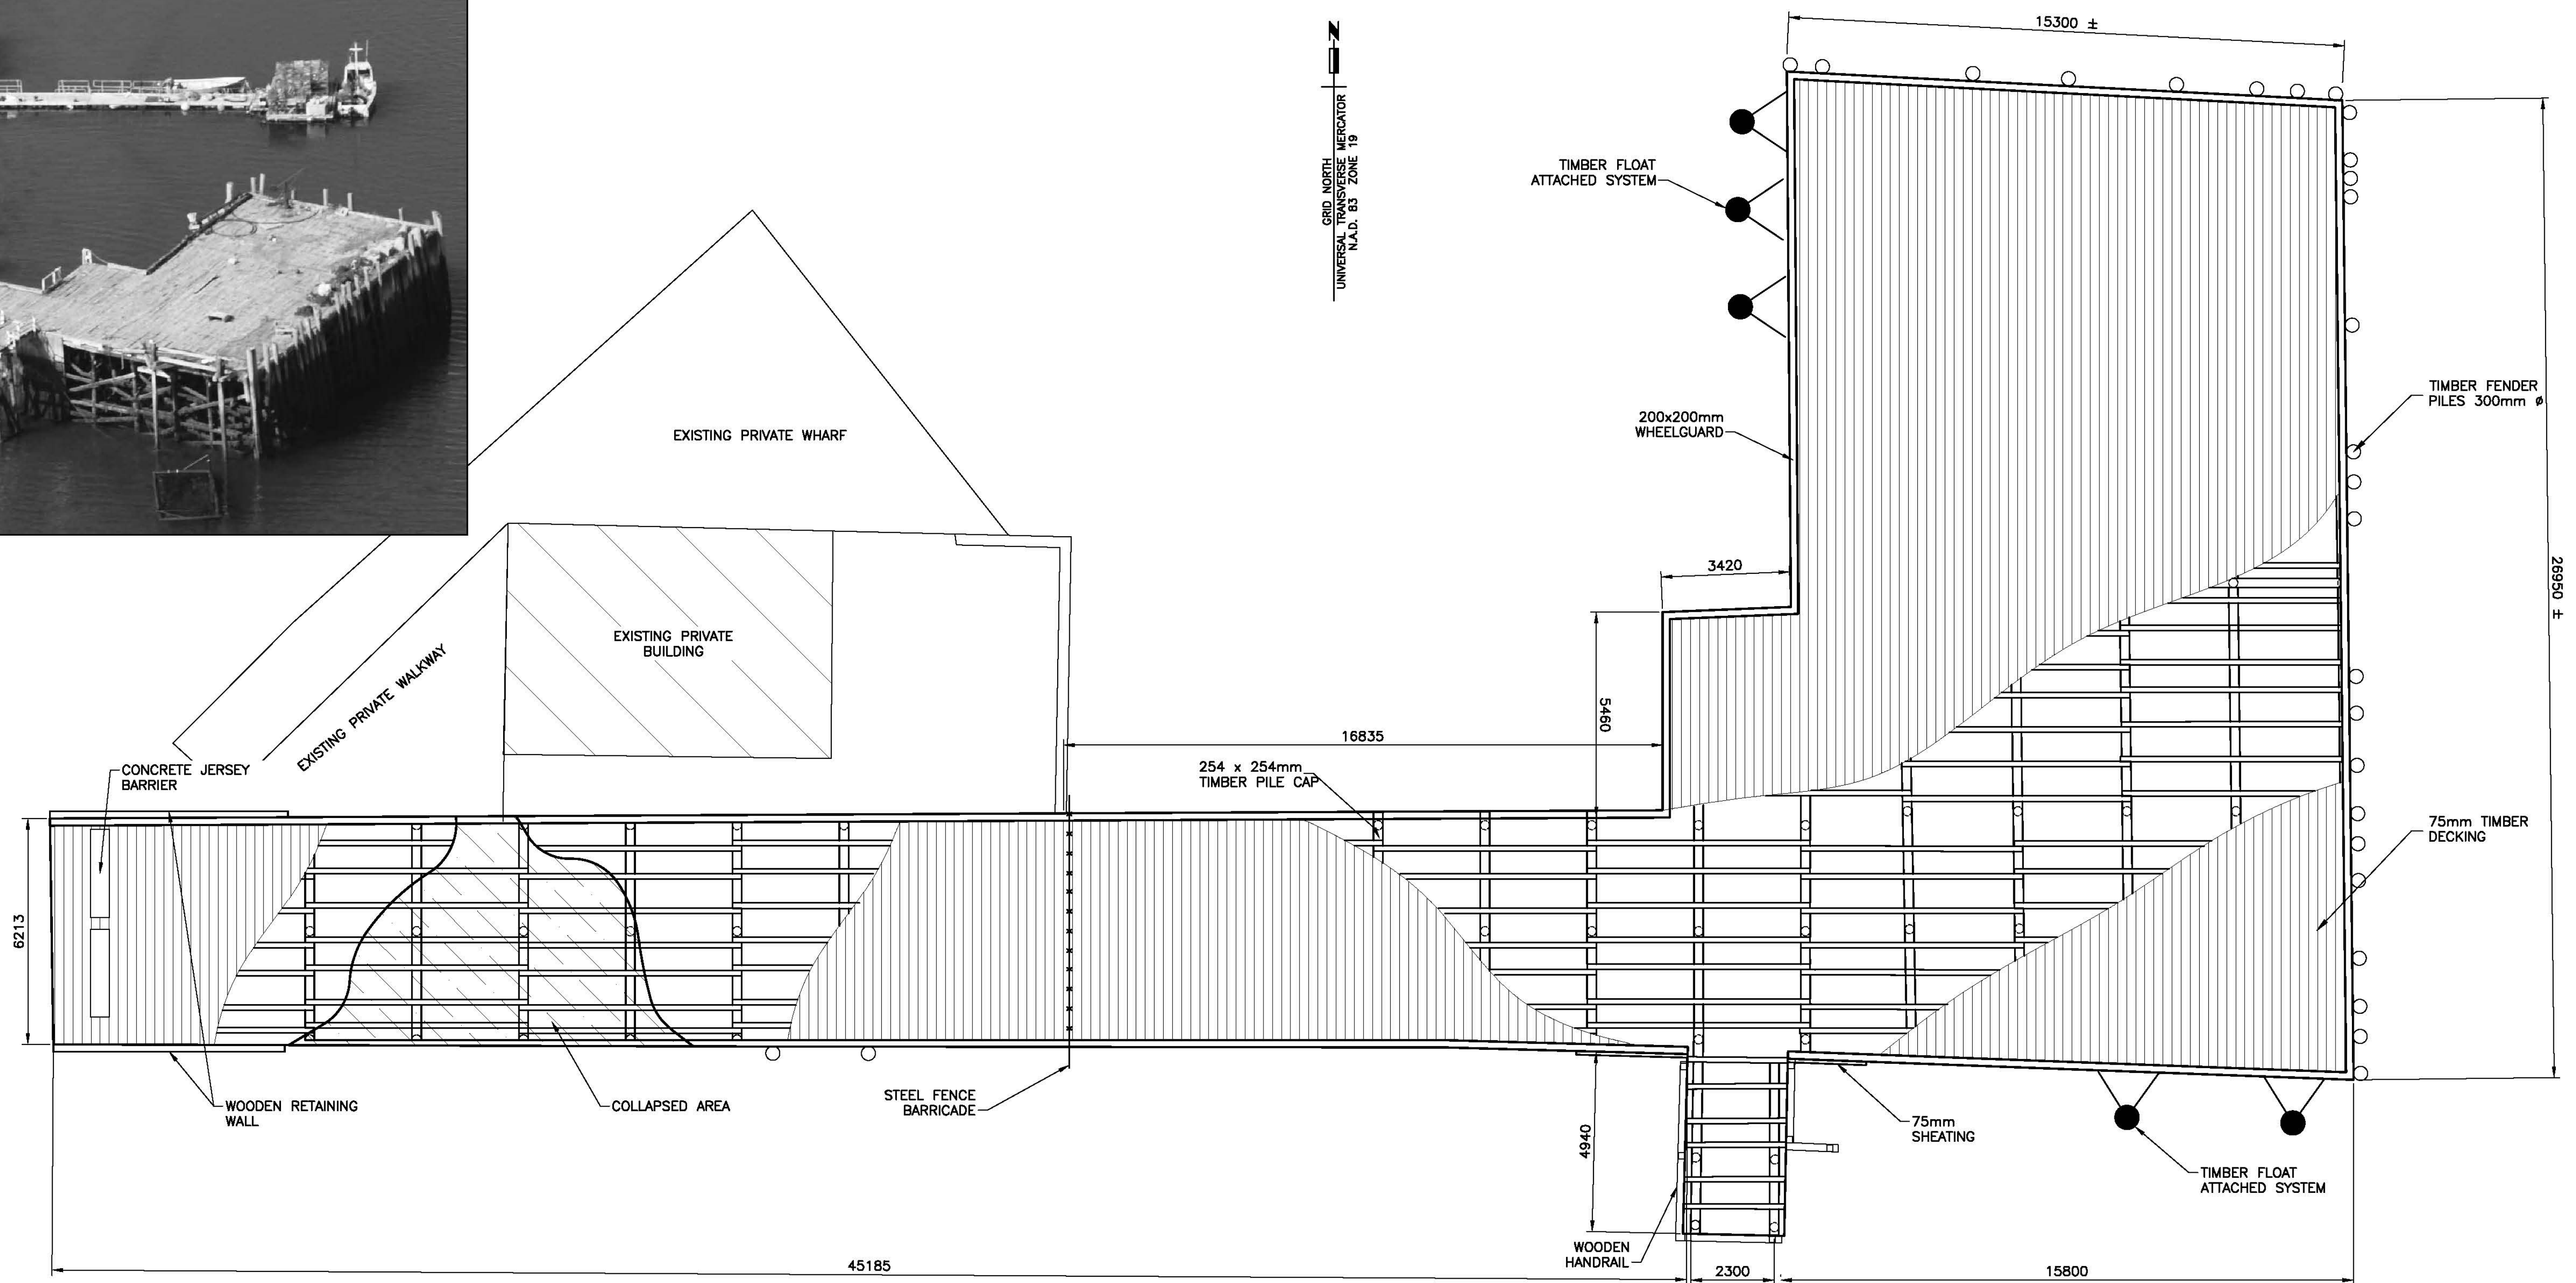 15300 ±
N
GRID NORTH
UNIVERSAL TRANSVERSE MERCATOR
N.A.D. 83 ZONE 19
TIMBER FLOAT
ATTACHED SYSTEM
TIMBER FENDER
PILES 300mm ø
200x200mm
WHEELGUARD
EXISTING PRIVATE WHARF
26950 ±
3420
EXISTING PRIVATE
BUILDING
EXISTING PRIVATE WALKWAY
5460
16835
CONCRETE JERSEY
BARRIER
254 x 254mm
TIMBER PILE CAP
75mm TIMBER
DECKING
6213
WOODEN RETAINING
WALL
COLLAPSED AREA
STEEL FENCE
BARRICADE
4940
75mm
SHEATING
TIMBER FLOAT
ATTACHED SYSTEM
WOODEN
HANDRAIL
45185
2300
15800